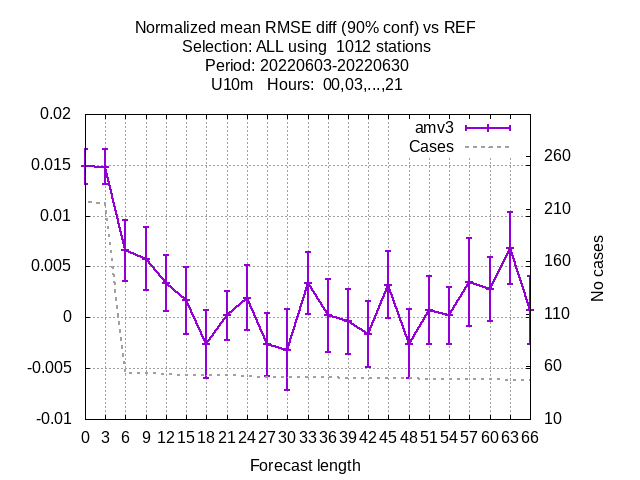 Normalized mean RMSE diff (90% conf) vs REF
Selection: ALL using 1012 stations
Period: 20220603-20220630
U10m Hours: 00,03,...,21
0.02
0.015
0.01
0.005
0
-0.005
-0.01
amv3
Cases
260
210
160
110
60
10
No cases
0 3 6 9 12 15 18 21 24 27 30 33 36 39 42 45 48 51 54 57 60 63 66
Forecast length